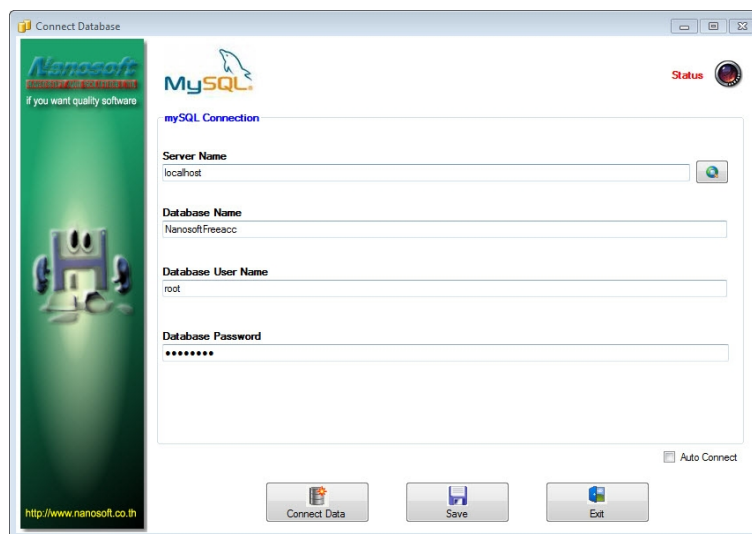 Connect Database
Nanosoft
if you want quality software
MySQL®
Status
mySQL Connection
Server Name
localhost
Database Name
NanosoftFreeacc
Database User Name
root
Database Password
••••••••
Auto Connect
Connect Data
Save
Exit
http://www.nanosoft.co.th